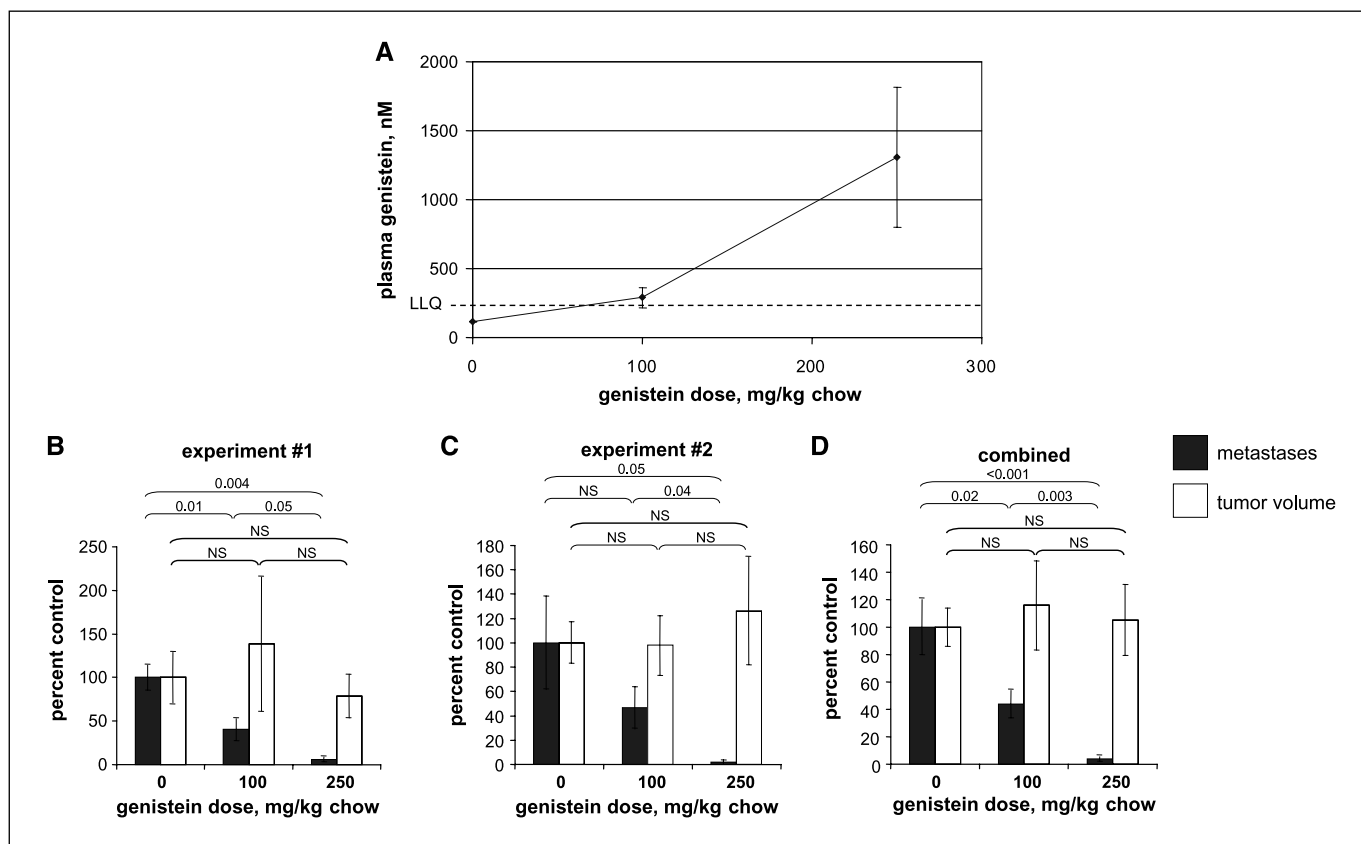 A
2000
1500
1000
500
LLQ
0
plasma genistein, nM
0 100 200 300
genistein dose, mg/kg chow
B
experiment #1
0.004
0.01 0.05
NS
NS NS
250
200
150
100
50
0
percent control
0 100 250
genistein dose, mg/kg chow
C
experiment #2
0.05
NS 0.04
NS
NS NS
180
160
140
120
100
80
60
40
20
0
percent control
0 100 250
genistein dose, mg/kg chow
D
combined
<0.001
0.02 0.003
NS
NS NS
160
140
120
100
80
60
40
20
0
percent control
0 100 250
genistein dose, mg/kg chow
metastases
tumor volume